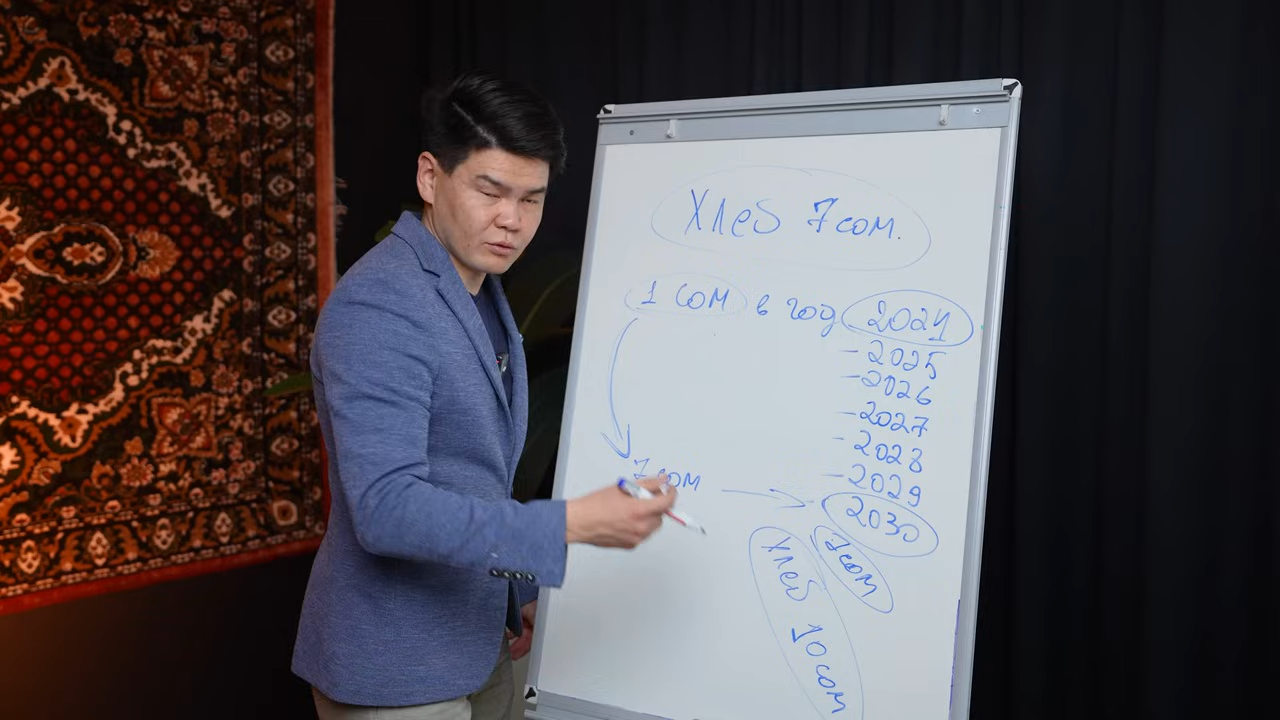 Хлеб 7 сом.
1 сом в год 2024
- 2025
- 2026
- 2027
- 2028
- 2029
7 сом
2030
7 сом
Хлеб 10 сом